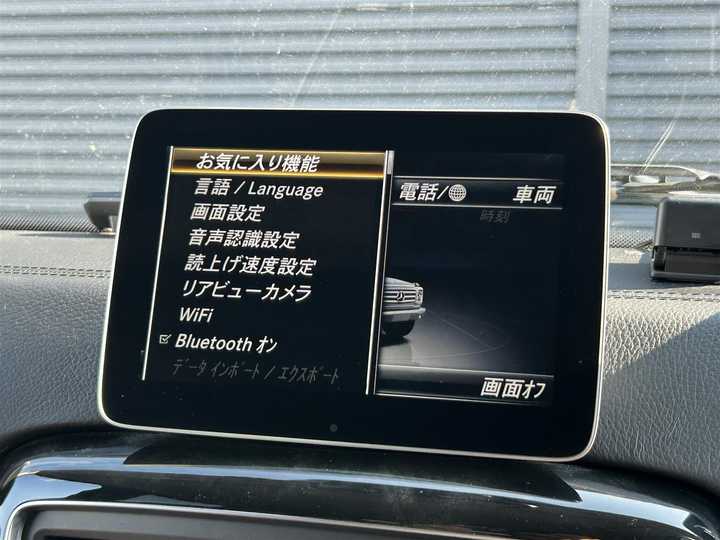 お気に入り機能
言語 / Language
画面設定
音声認識設定
読上げ速度設定
リアビューカメラ
WiFi
Bluetooth ｵﾝ
ﾃﾞｰﾀ ｲﾝﾎﾟｰﾄ / ｴｸｽﾎﾟｰﾄ
電話/
車両
時刻
画面ｵﾌ